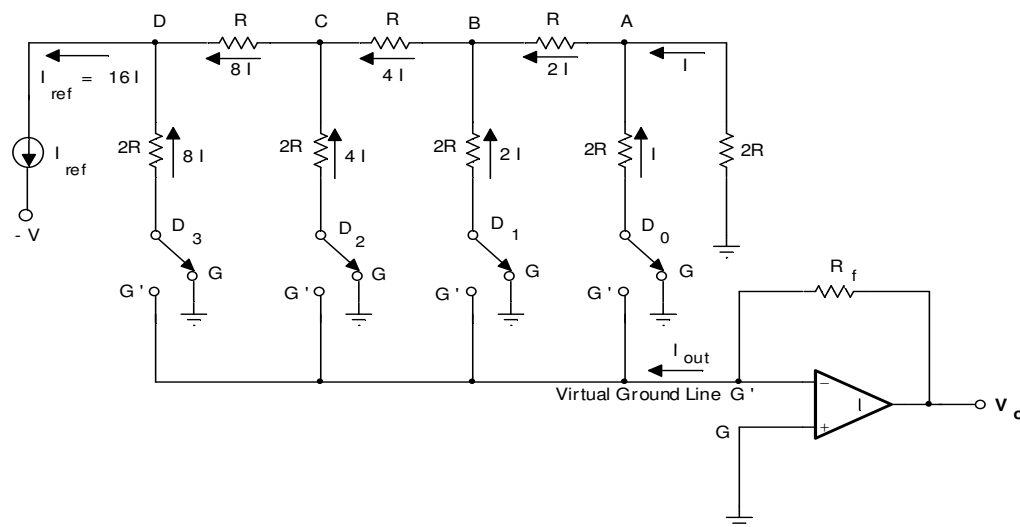 D R C R B R A
I ref = 16 I 8 I 4 I 2 I I
I ref 2R 8 I 2R 4 I 2R 2 I 2R I 2R
- V
D 3 D 2 D 1 D 0
G G G G
G ' G ' G ' G '
R f
I out
Virtual Ground Line G '
− I V o
G +